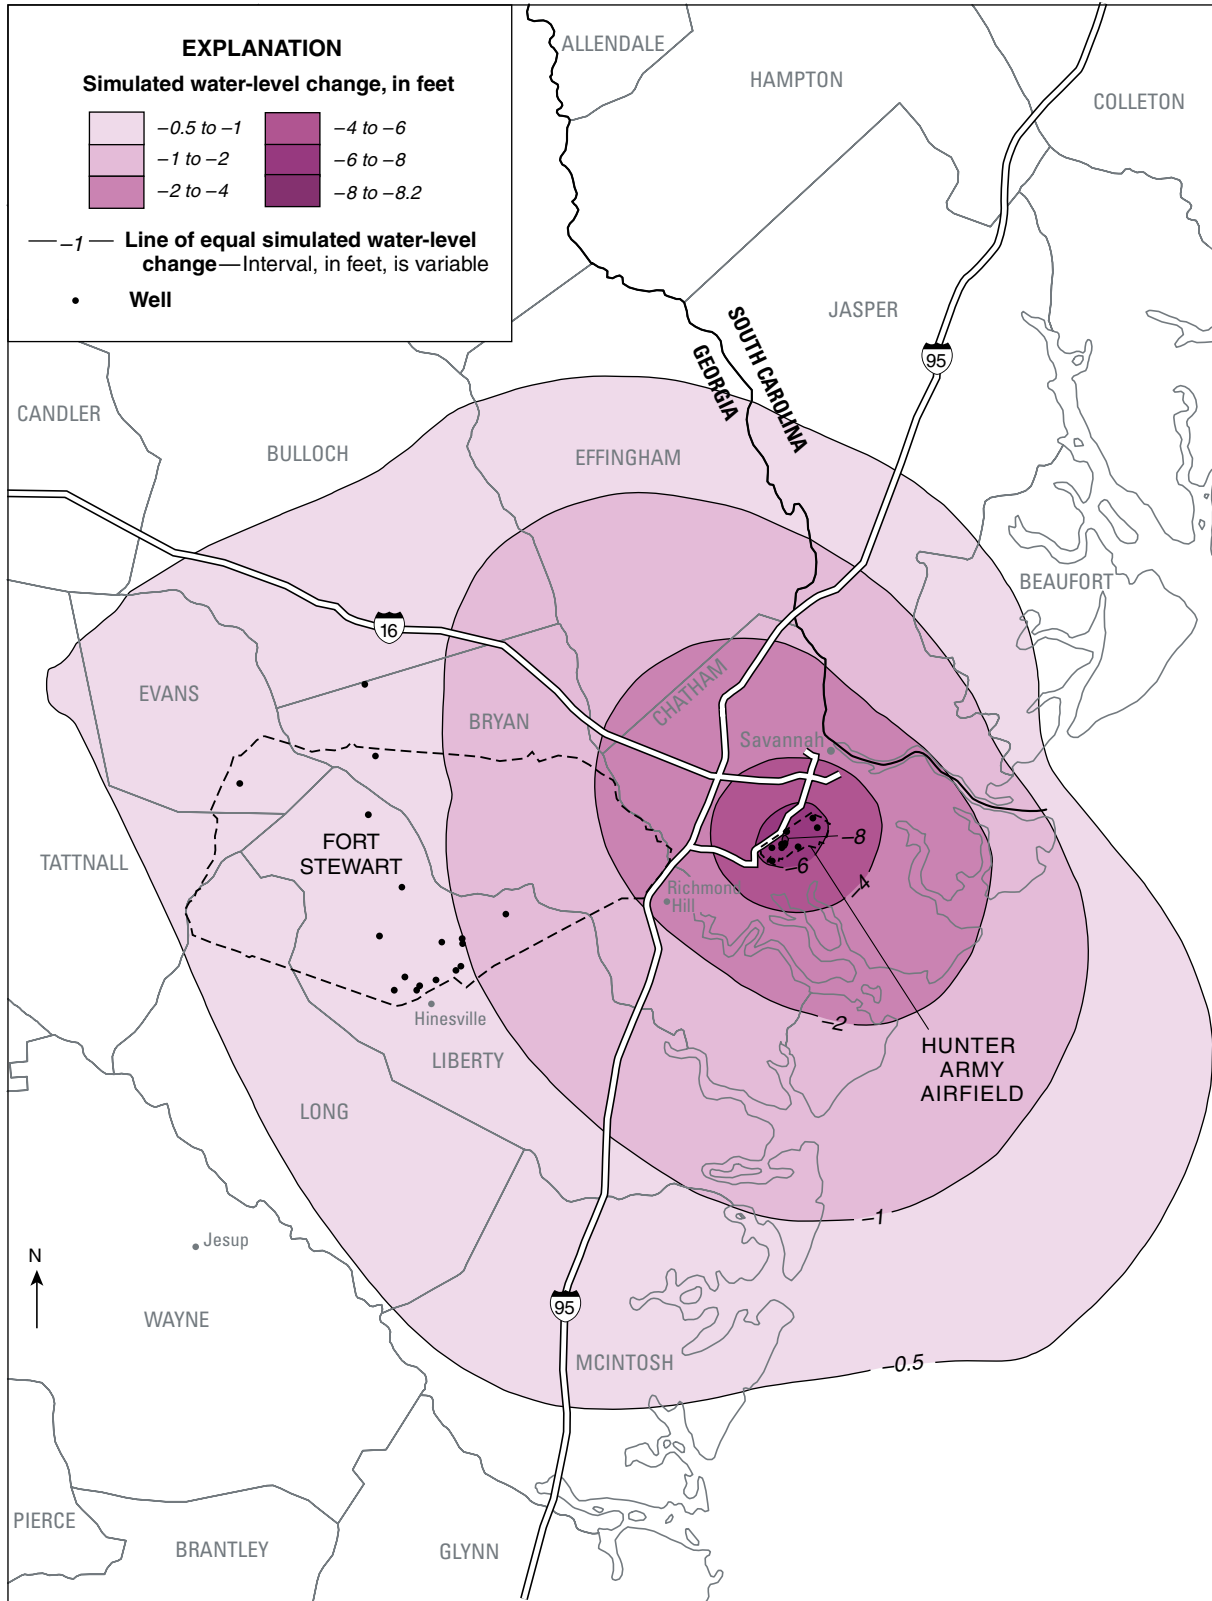 EXPLANATION
Simulated water-level change, in feet
–0.5 to –1
–1 to –2
–2 to –4
–4 to –6
–6 to –8
–8 to –8.2
–1
Line of equal simulated water-level
change—Interval, in feet, is variable
Well
ALLENDALE
HAMPTON
COLLETON
JASPER
SOUTH CAROLINA
GEORGIA
95
CANDLER
BULLOCH
EFFINGHAM
BEAUFORT
16
EVANS
BRYAN
CHATHAM
Savannah
TATTNALL
FORT
STEWART
–8
–6
–4
Richmond
Hill
Hinesville
–2
LIBERTY
HUNTER
ARMY
AIRFIELD
LONG
–1
Jesup
N
WAYNE
95
MCINTOSH
–0.5
PIERCE
BRANTLEY
GLYNN